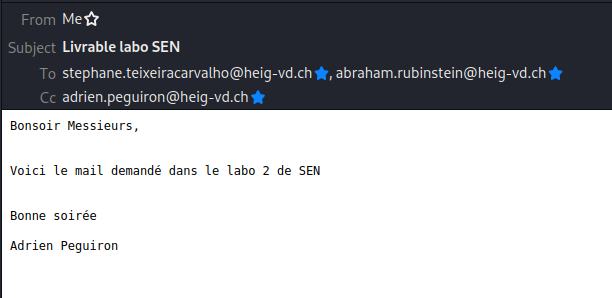 From Me
Subject Livrable labo SEN
To stephane.teixeiracarvalho@heig-vd.ch, abraham.rubinstein@heig-vd.ch
Cc adrien.peguiron@heig-vd.ch
Bonsoir Messieurs,
Voici le mail demandé dans le labo 2 de SEN
Bonne soirée
Adrien Peguiron